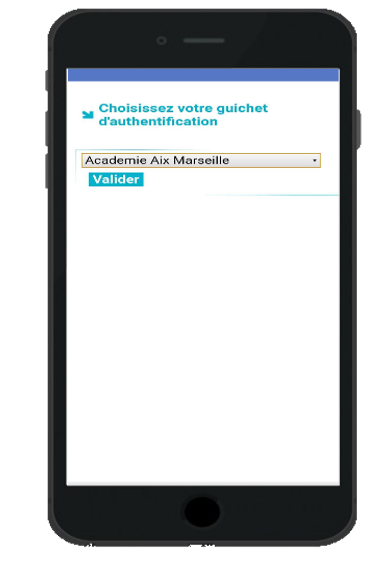 Choisissez votre guichet
d'authentification
Academie Aix Marseille
Valider